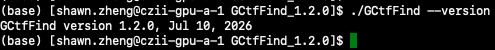 (base) [shawn.zheng@czii-gpu-a-1 GCtfFind_1.2.0]$ ./GCtfFind --version
GCtfFind version 1.2.0, Jul 10, 2026
(base) [shawn.zheng@czii-gpu-a-1 GCtfFind_1.2.0]$